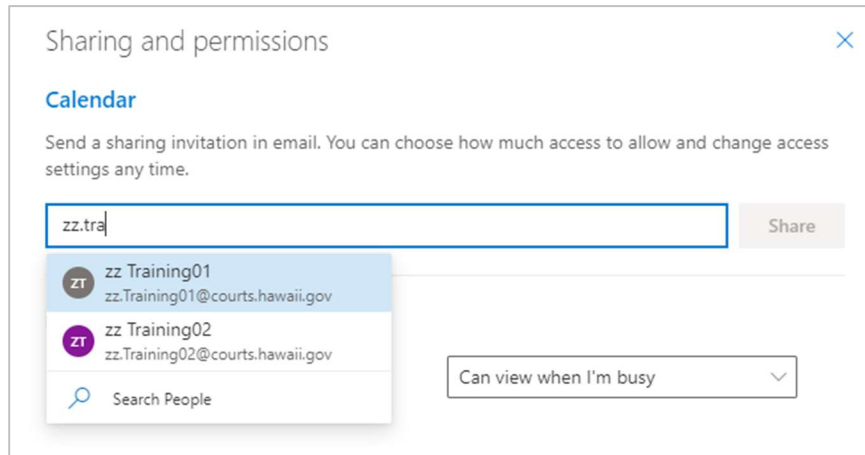 Sharing and permissions
Calendar
Send a sharing invitation in email. You can choose how much access to allow and change access
settings any time.
zz.tra
Share
ZT
zz Training01
zz.Training01@courts.hawaii.gov
ZT
zz Training02
zz.Training02@courts.hawaii.gov
Search People
Can view when I'm busy